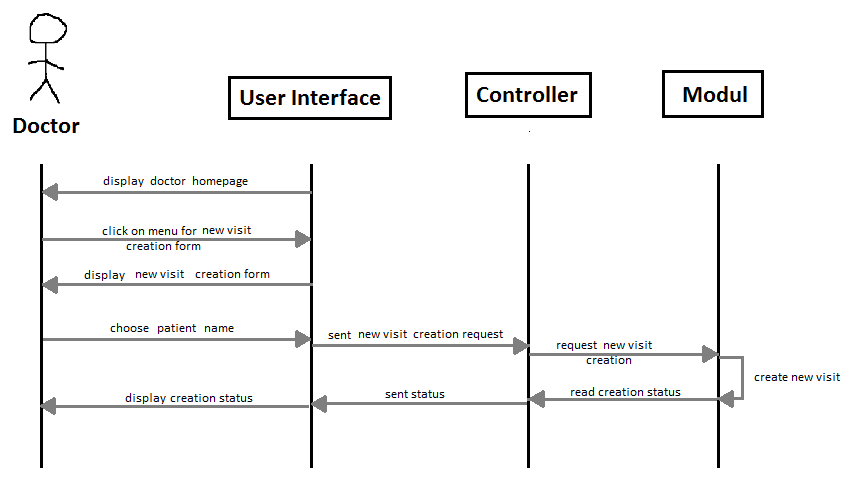 User Interface
Controller
Modul
Doctor
display doctor homepage
click on menu for new visit
creation form
display new visit creation form
choose patient name
sent new visit creation request
request new visit
creation
create new visit
read creation status
sent status
display creation status